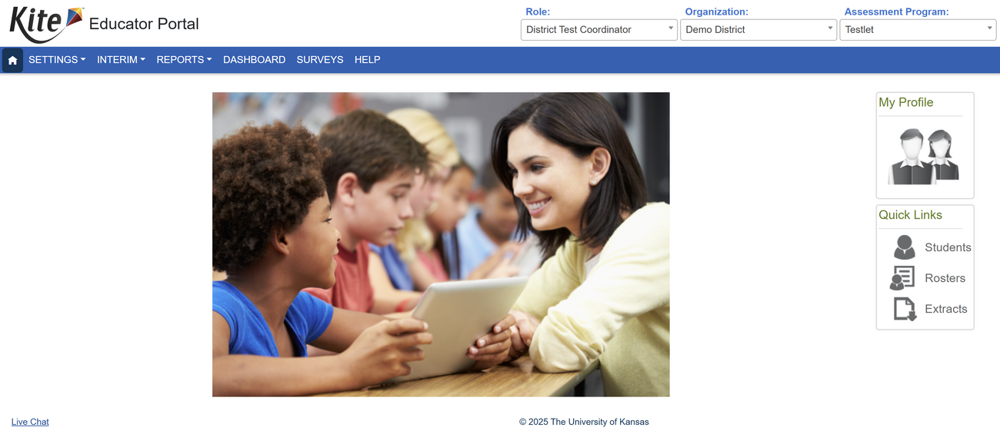 Kite™ Educator Portal
Role: Organization: Assessment Program:
District Test Coordinator Demo District Testlet
SETTINGS INTERIM REPORTS DASHBOARD SURVEYS HELP
My Profile
Quick Links
Students
Rosters
Extracts
Live Chat © 2025 The University of Kansas